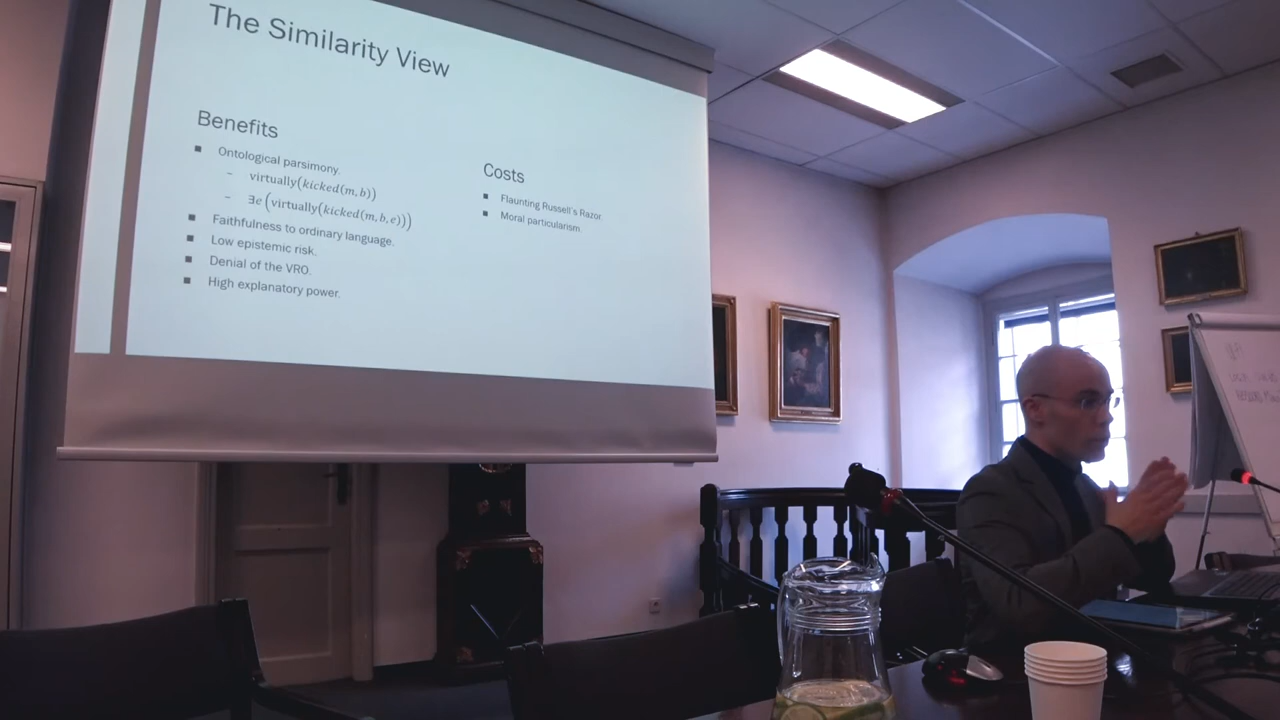 The Similarity View
Benefits
■ Ontological parsimony.
– virtually(kicked(m, b))
– ∃e (virtually(kicked(m, b, e)))
■ Faithfulness to ordinary language.
■ Low epistemic risk.
■ Denial of the VRO.
■ High explanatory power.
Costs
■ Flaunting Russell's Razor.
■ Moral particularism.